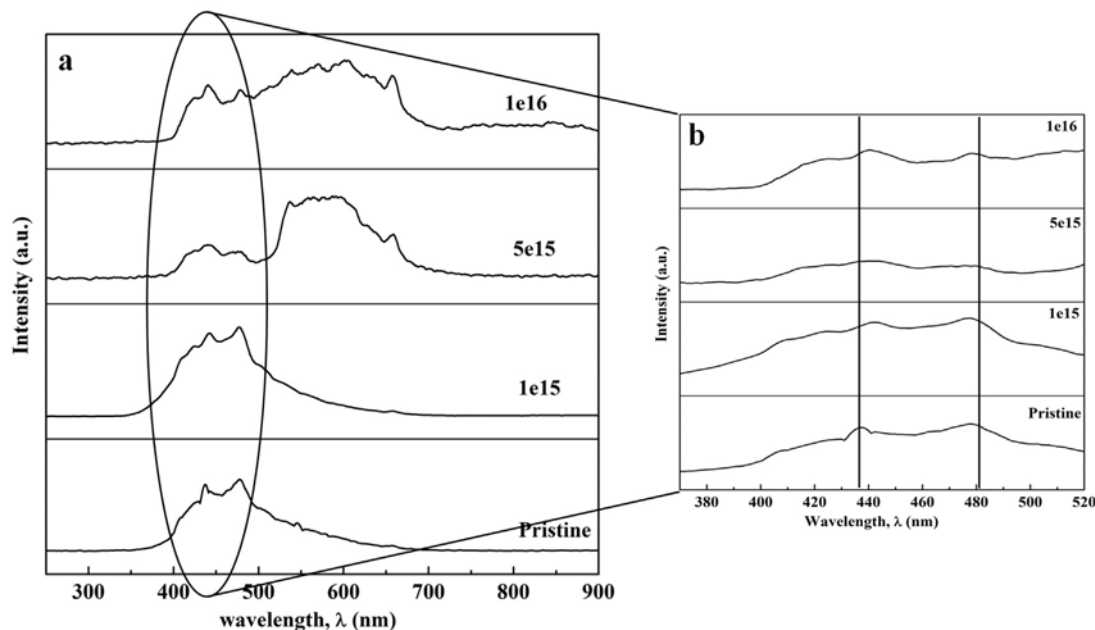 a
1e16
5e15
1e15
Pristine
Intensity (a.u.)
300 400 500 600 700 800 900
wavelength, λ (nm)
b
1e16
5e15
1e15
Pristine
Intensity (a.u.)
380 400 420 440 460 480 500 520
Wavelength, λ (nm)